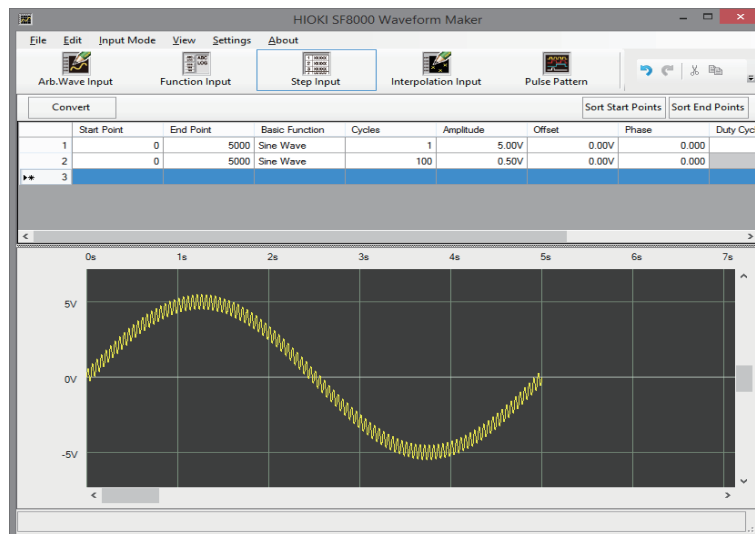 HIOKI SF8000 Waveform Maker
File Edit Input Mode View Settings About
Arb.Wave Input Function Input Step Input Interpolation Input Pulse Pattern
Convert Sort Start Points Sort End Points
Start Point End Point Basic Function Cycles Amplitude Offset Phase Duty Cycl
1 0 5000 Sine Wave 1 5.00V 0.00V 0.000
2 0 5000 Sine Wave 100 0.50V 0.00V 0.000
3
0s 1s 2s 3s 4s 5s 6s 7s
5V
0V
-5V